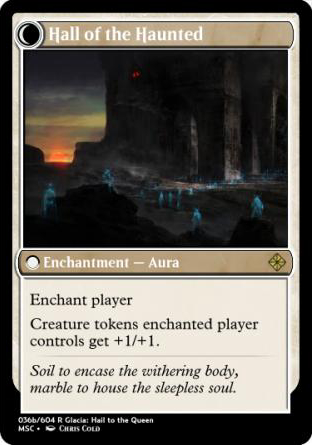 Hall of the Haunted
Enchantment — Aura
Enchant player
Creature tokens enchanted player
controls get +1/+1.
Soil to encase the withering body,
marble to house the sleepless soul.
036b/604 R Glacia: Hail to the Queen
MSC • Chris Cold